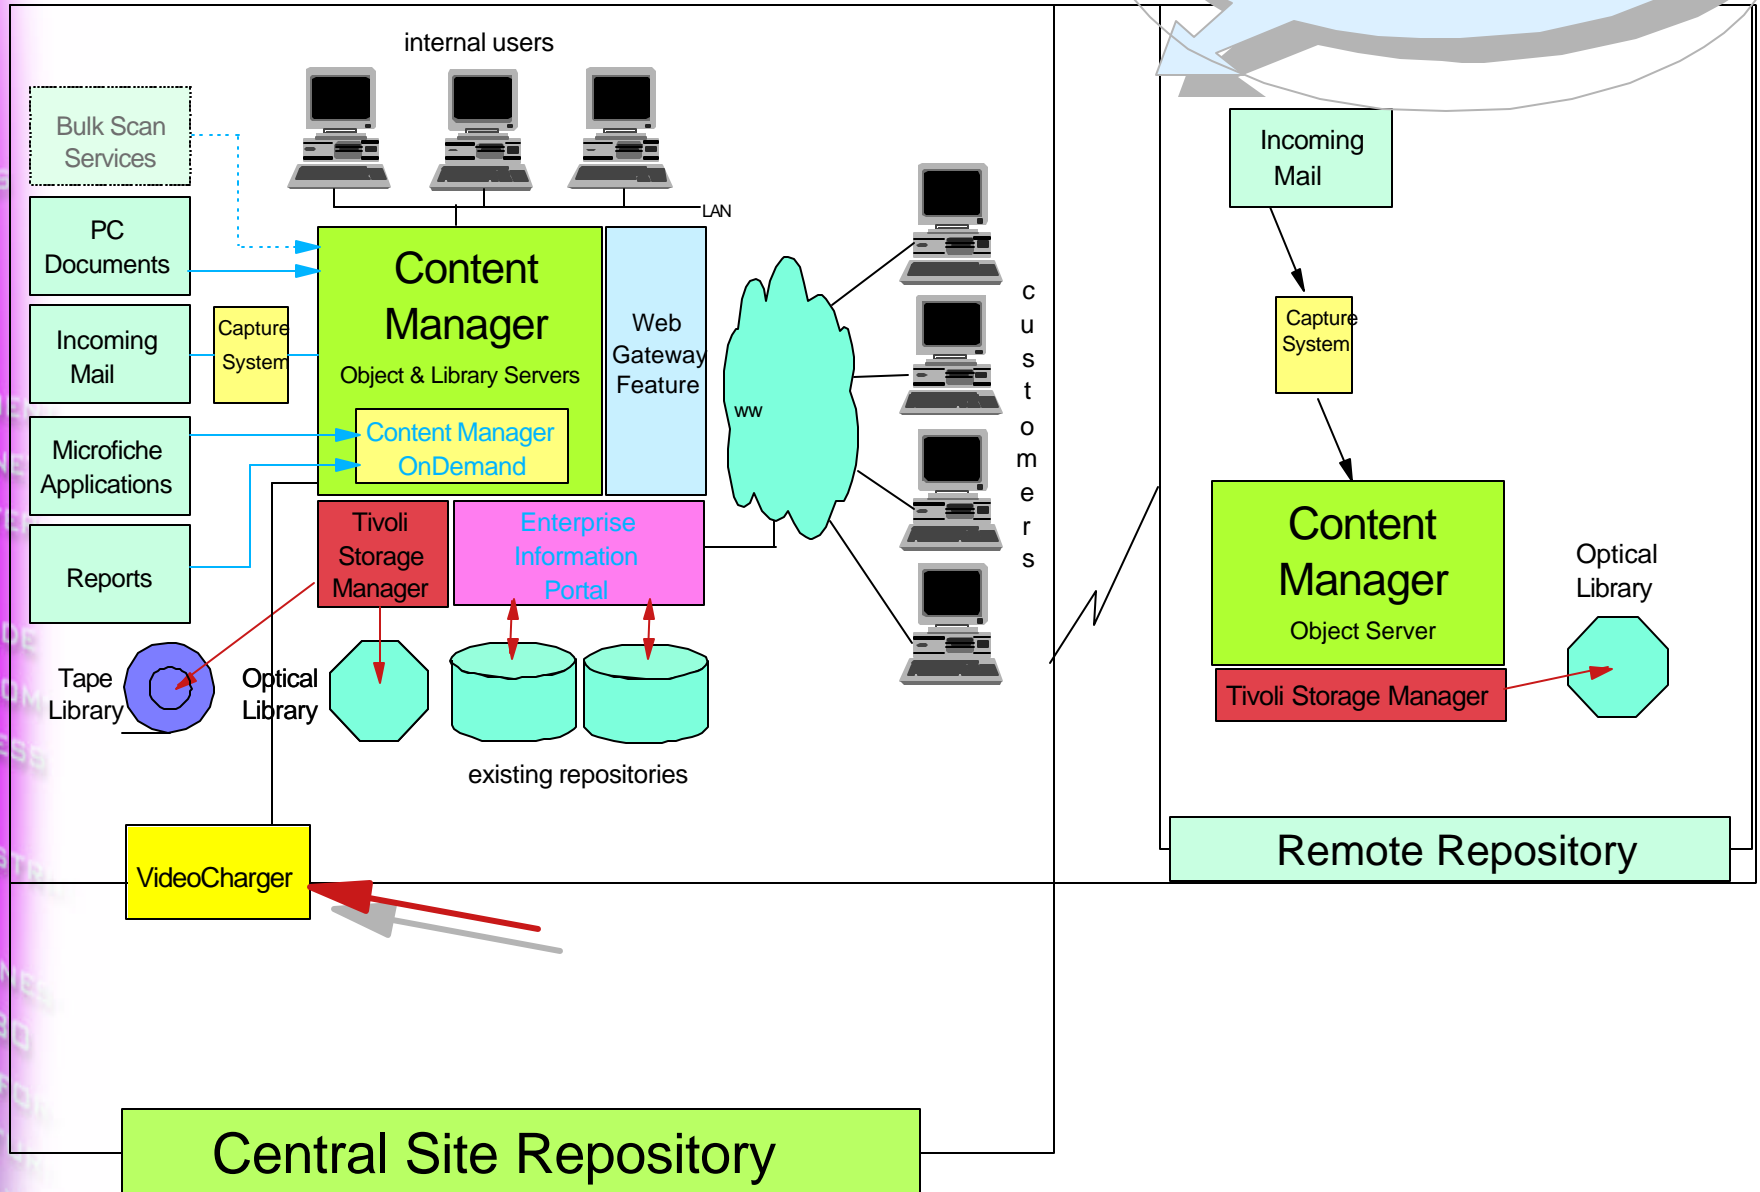 internal users
Bulk Scan
Services
PC
Documents
Incoming
Mail
Capture
System
Microfiche
Applications
Reports
LAN
Content
Manager
Object & Library Servers
Content Manager
OnDemand
Web
Gateway
Feature
ww
customers
Tivoli
Storage
Manager
Enterprise
Information
Portal
Tape
Library
Optical
Library
existing repositories
VideoCharger
Central Site Repository
Incoming
Mail
Capture
System
Content
Manager
Object Server
Tivoli Storage Manager
Optical
Library
Remote Repository